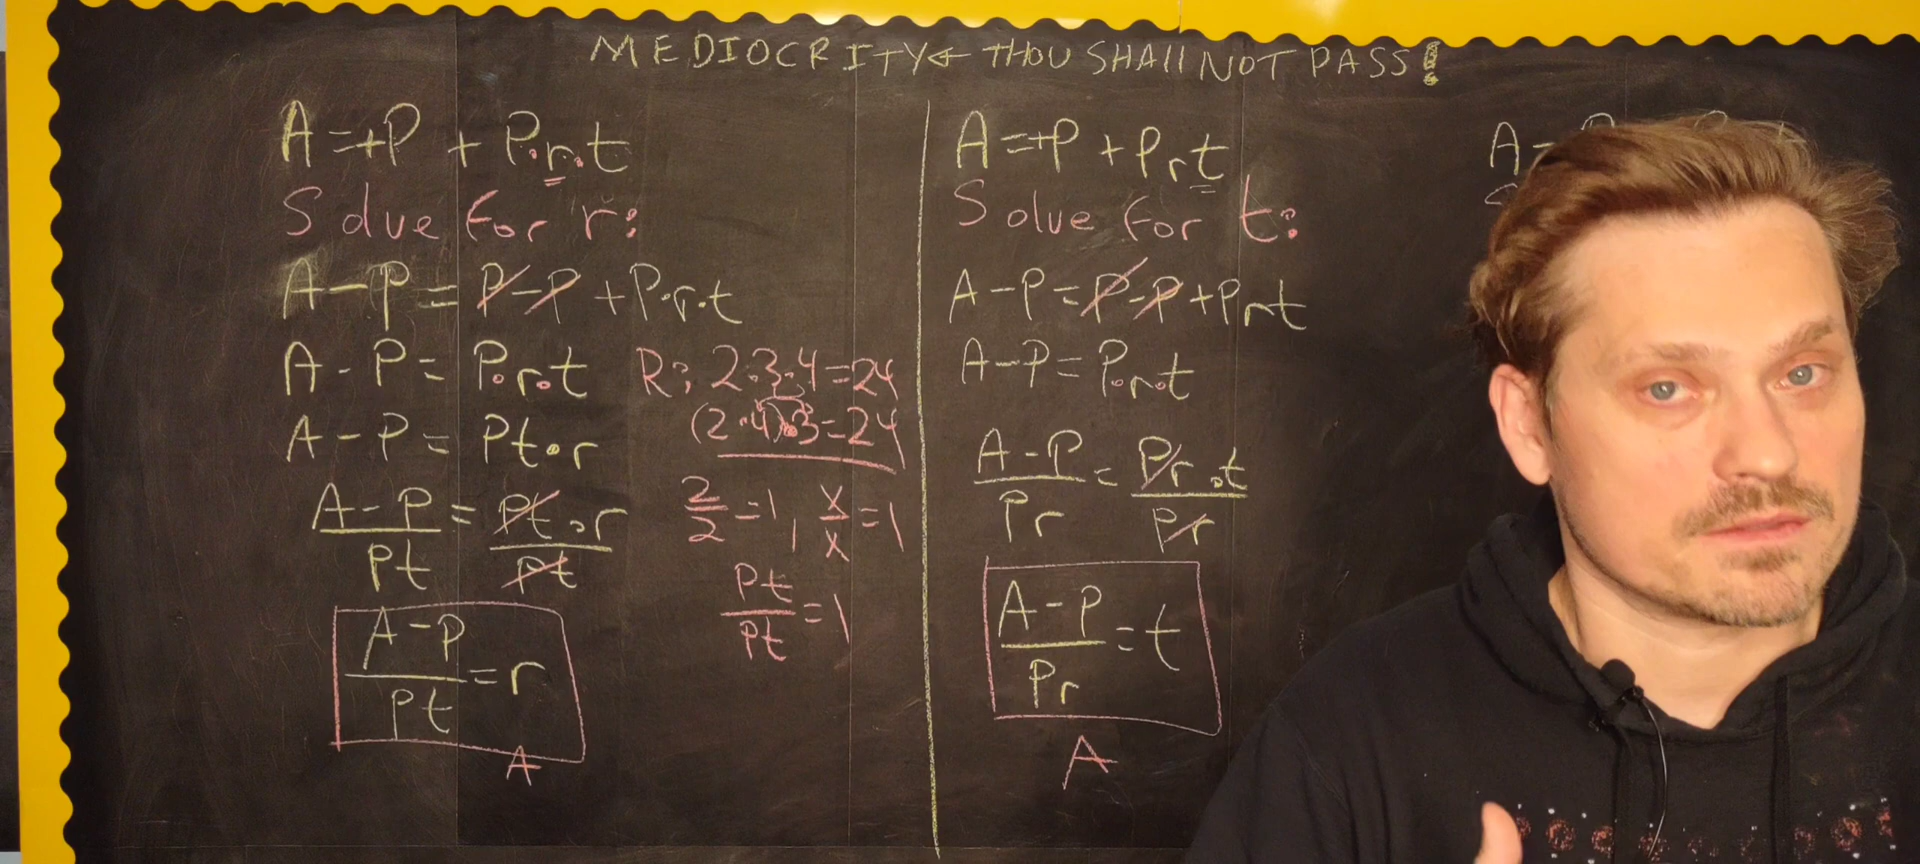 MEDIOCRITY← THOU SHALL NOT PASS!
A=+P + P·r·t
Solve for r:
A-P = P-P +P·r·t
A-P = P·r·t
R: 2·3·4=24
A-P = Pt·r
(2·4)·3=24
A-P/Pt = Pt·r/Pt
2/2=1, x/x=1
Pt/Pt=1
A-P/Pt = r
A
A=+P + Prt
Solve for t:
A-P = P-P +Prt
A-P = P·r·t
A-P/Pr = Pr·t/Pr
A-P/Pr = t
A
A=